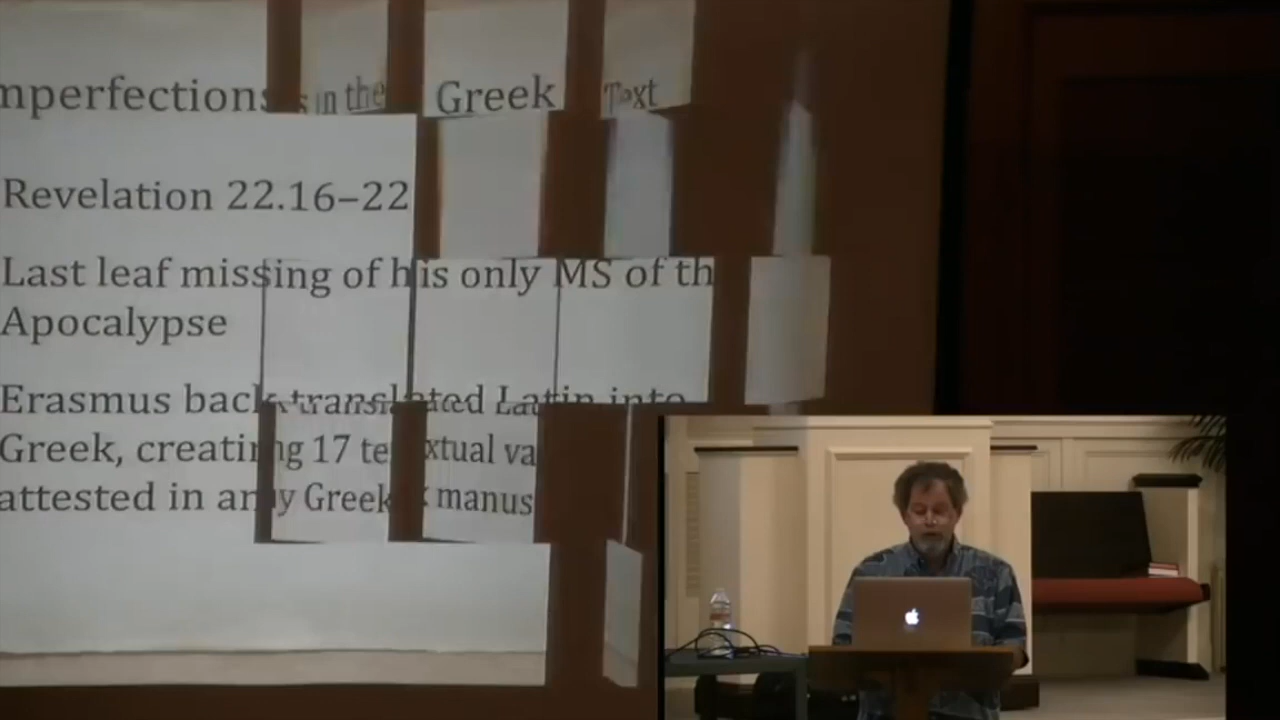 mperfections in the Greek Text
Revelation 22.16–22
Last leaf missing of his only MS of th
Apocalypse
Erasmus back-translated Latin into
Greek, creating 17 textual va
attested in any Greek manus